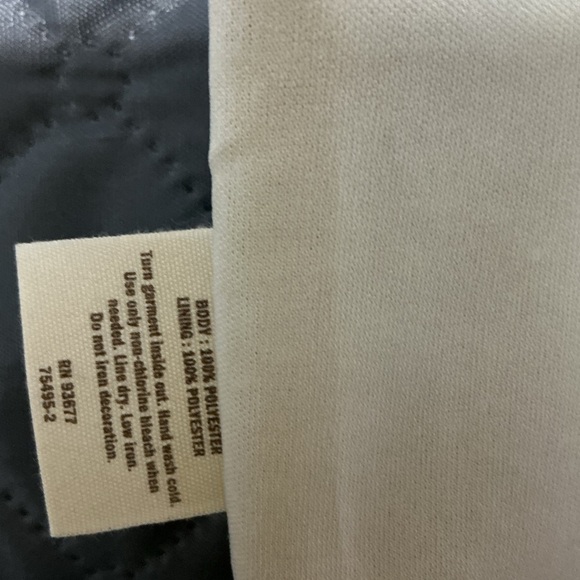 BODY : 100% POLYESTER
LINING : 100% POLYESTER
Turn garment inside out. Hand wash cold.
Use only non-chlorine bleach when
needed. Line dry. Low iron.
Do not iron decoration.
RN 93677
75495-2